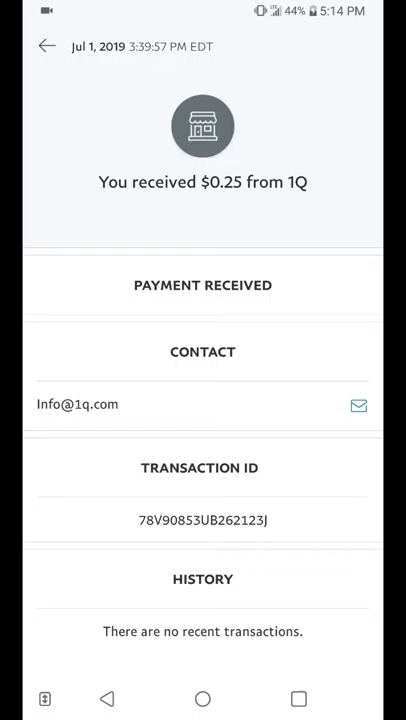 44% 5:14 PM
Jul 1, 2019 3:39:57 PM EDT
You received $0.25 from 1Q
PAYMENT RECEIVED
CONTACT
Info@1q.com
TRANSACTION ID
78V90853UB262123J
HISTORY
There are no recent transactions.